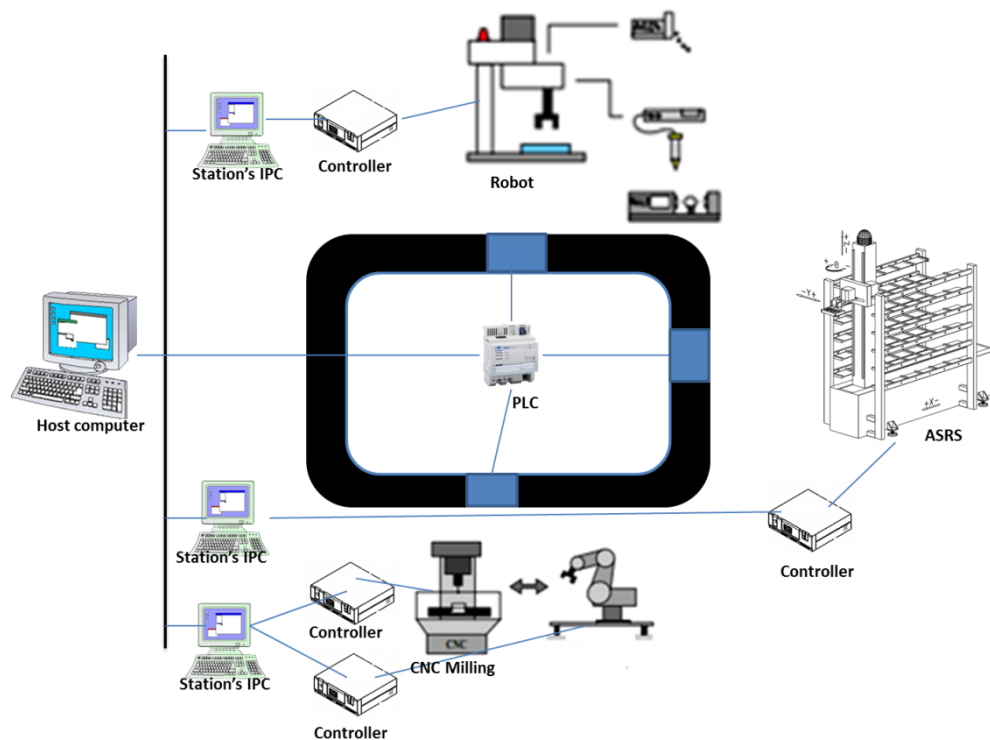 Station's IPC
Controller
Robot
-Z+
+ θ -
-Y+
Host computer
PLC
+X-
ASRS
Station's IPC
Controller
Controller
CNC
CNC Milling
Station's IPC
Controller